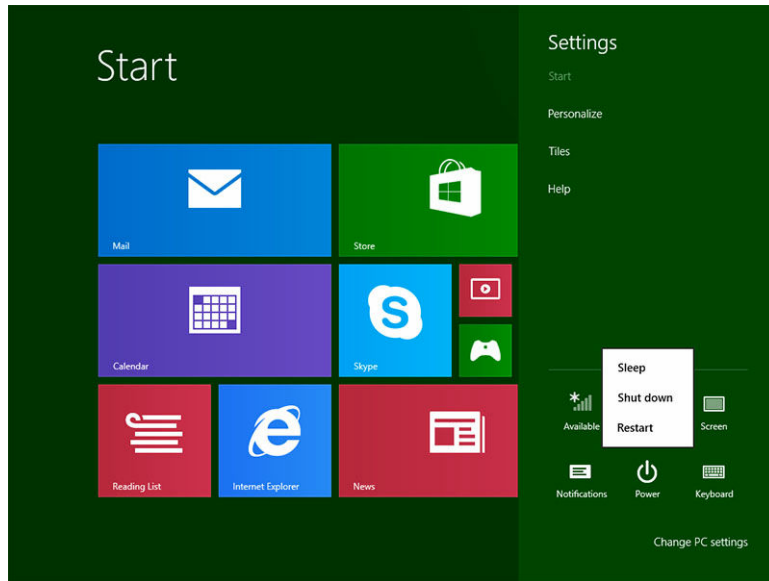 Start
Mail
Store
Calendar
S
Skype
Reading List
Internet Explorer
News
Settings
Start
Personalize
Tiles
Help
Sleep
Shut down
Restart
Available
Screen
Notifications
Power
Keyboard
Change PC settings